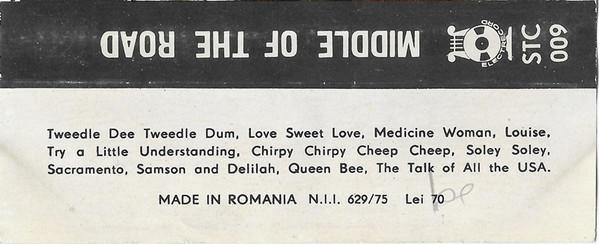 MIDDLE OF THE ROAD
ELECTRECORD
STC
009
Tweedle Dee Tweedle Dum, Love Sweet Love, Medicine Woman, Louise,
Try a Little Understanding, Chirpy Chirpy Cheep Cheep, Soley Soley,
Sacramento, Samson and Delilah, Queen Bee, The Talk of All the USA.
MADE IN ROMANIA N.I.I. 629/75 Lei 70